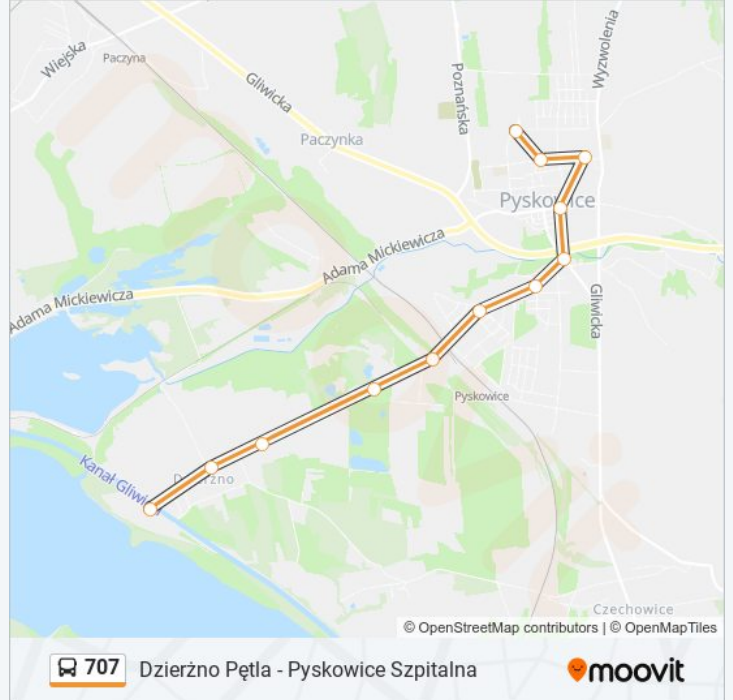 Wyzwolenia
Wiejska
Paczyna
Gliwicka
Poznańska
Paczynka
Pyskowice
Adama Mickiewicza
Adama Mickiewicza
Gliwicka
Pyskowice
Kanał Gliwi
Czechowice
© OpenStreetMap contributors | © OpenMapTiles
707 Dzierżno Pętla - Pyskowice Szpitalna
moovit